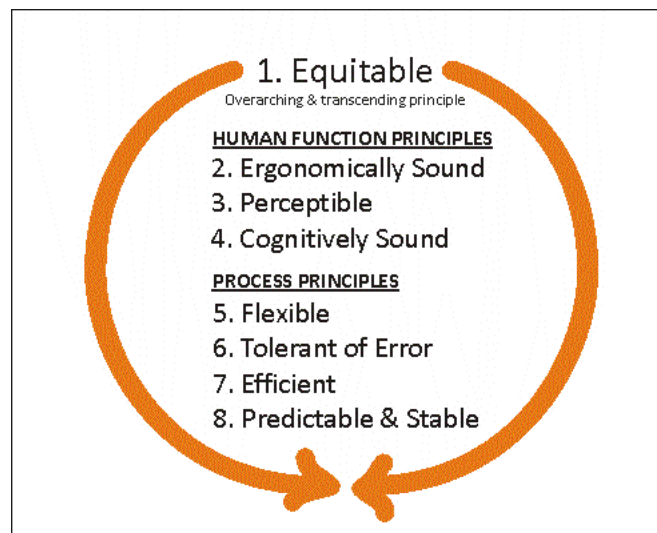 1. Equitable
Overarching & transcending principle
HUMAN FUNCTION PRINCIPLES
2. Ergonomically Sound
3. Perceptible
4. Cognitively Sound
PROCESS PRINCIPLES
5. Flexible
6. Tolerant of Error
7. Efficient
8. Predictable & Stable